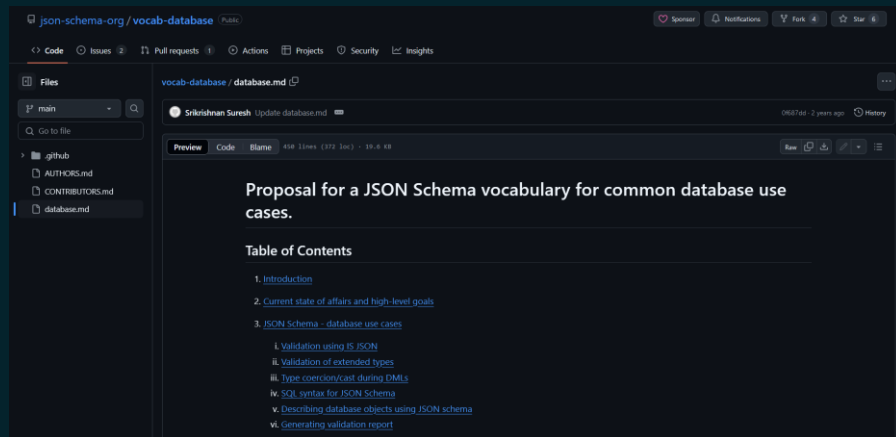 json-schema-org / vocab-database Public
Sponsor Notifications Fork 4 Star 6
Code Issues 2 Pull requests 1 Actions Projects Security Insights
Files
main
Go to file
.github
AUTHORS.md
CONTRIBUTORS.md
database.md
vocab-database / database.md
Srikrishnan Suresh Update database.md
0f687dd · 2 years ago History
Preview Code Blame 450 lines (372 loc) · 19.6 KB
Raw
Proposal for a JSON Schema vocabulary for common database use
cases.
Table of Contents
1. Introduction
2. Current state of affairs and high-level goals
3. JSON Schema - database use cases
i. Validation using IS JSON
ii. Validation of extended types
iii. Type coercion/cast during DMLs
iv. SQL syntax for JSON Schema
v. Describing database objects using JSON schema
vi. Generating validation report